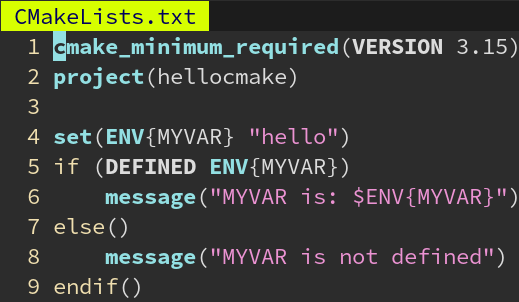 CMakeLists.txt
1 cmake_minimum_required(VERSION 3.15)
2 project(hellocmake)
3
4 set(ENV{MYVAR} "hello")
5 if (DEFINED ENV{MYVAR})
6     message("MYVAR is: $ENV{MYVAR}")
7 else()
8     message("MYVAR is not defined")
9 endif()